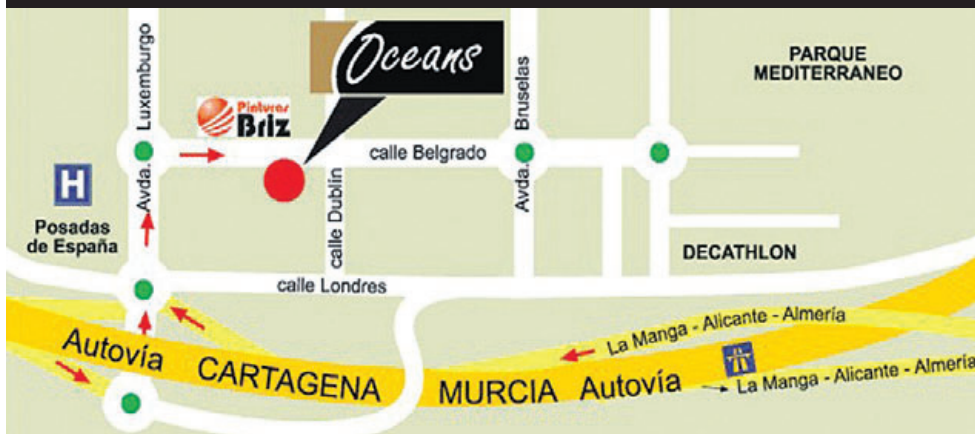 Oceans
Avda. Luxemburgo
Pinturas
Briz
Avda. Bruselas
PARQUE
MEDITERRANEO
calle Belgrado
H
Posadas
de España
calle Dublín
DECATHLON
calle Londres
La Manga - Alicante - Almería
Autovía CARTAGENA MURCIA Autovía
La Manga - Alicante - Almería